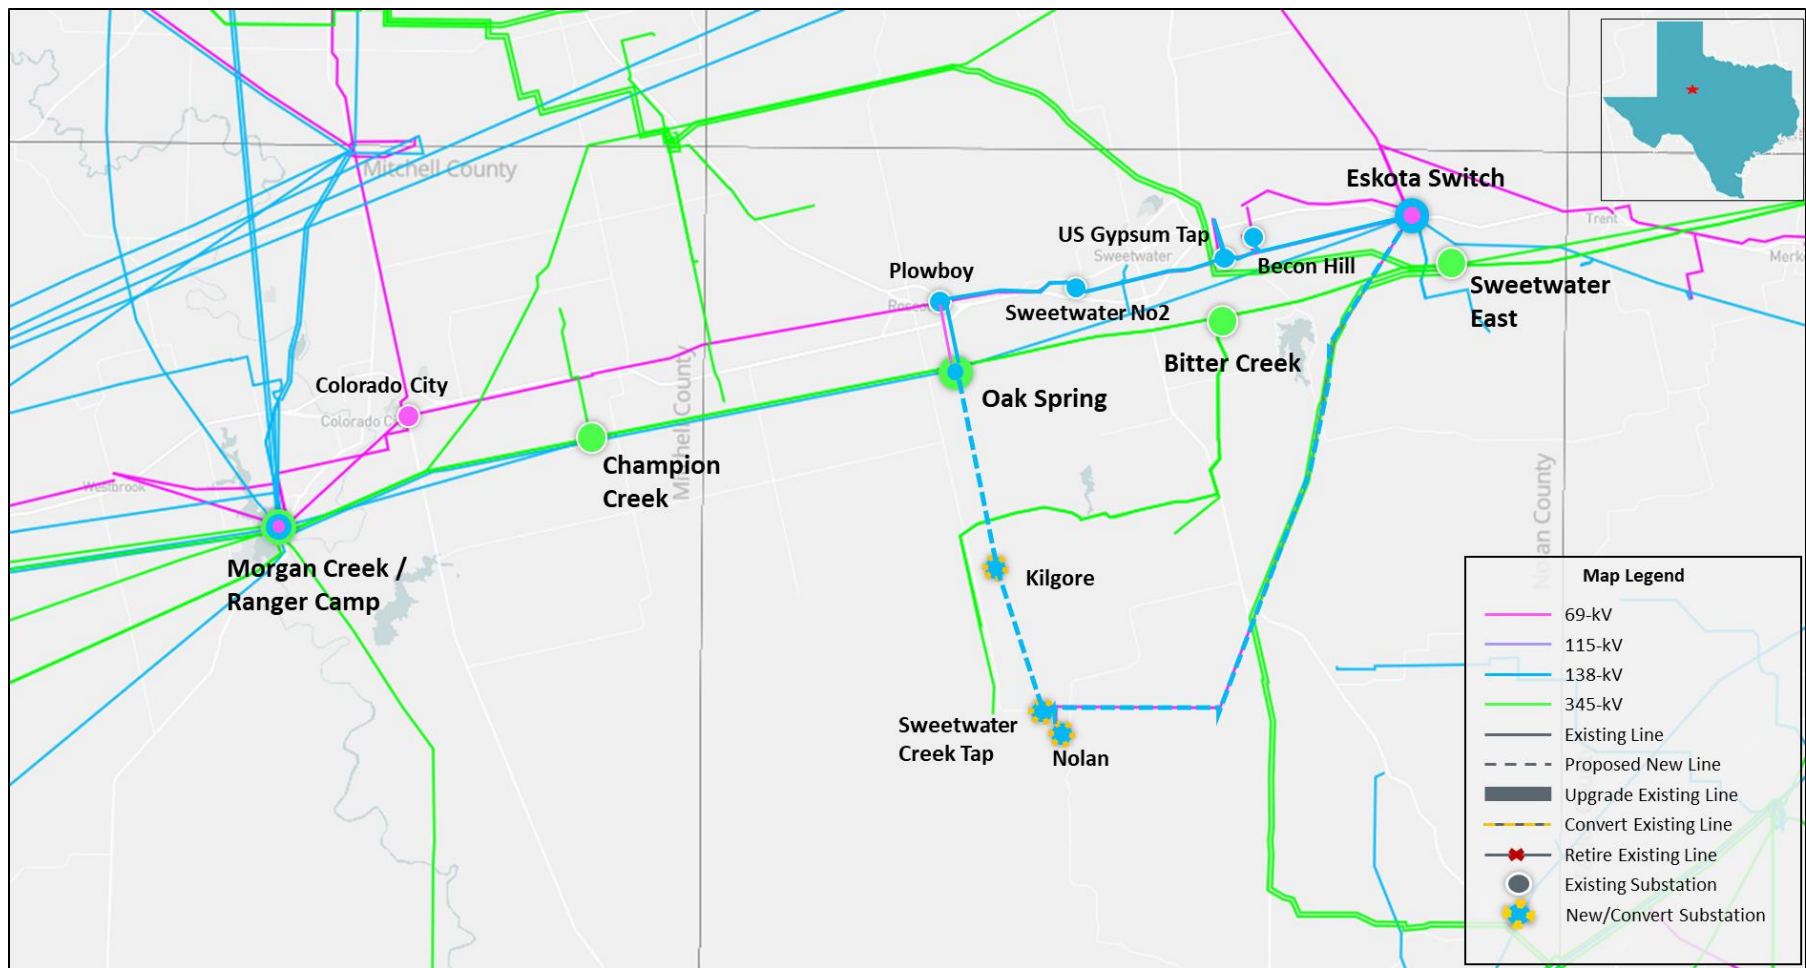 Mitchell County
Eskota Switch
Trent
US Gypsum Tap
Sweetwater
Becon Hill
Plowboy
Sweetwater
East
Sweetwater No2
Bitter Creek
Colorado City
Oak Spring
Colorado C
Champion
Creek
Mitchell County
Westbrook
Nolan County
Morgan Creek /
Ranger Camp
Kilgore
Sweetwater
Creek Tap
Nolan
Map Legend
69-kV
115-kV
138-kV
345-kV
Existing Line
Proposed New Line
Upgrade Existing Line
Convert Existing Line
Retire Existing Line
Existing Substation
New/Convert Substation